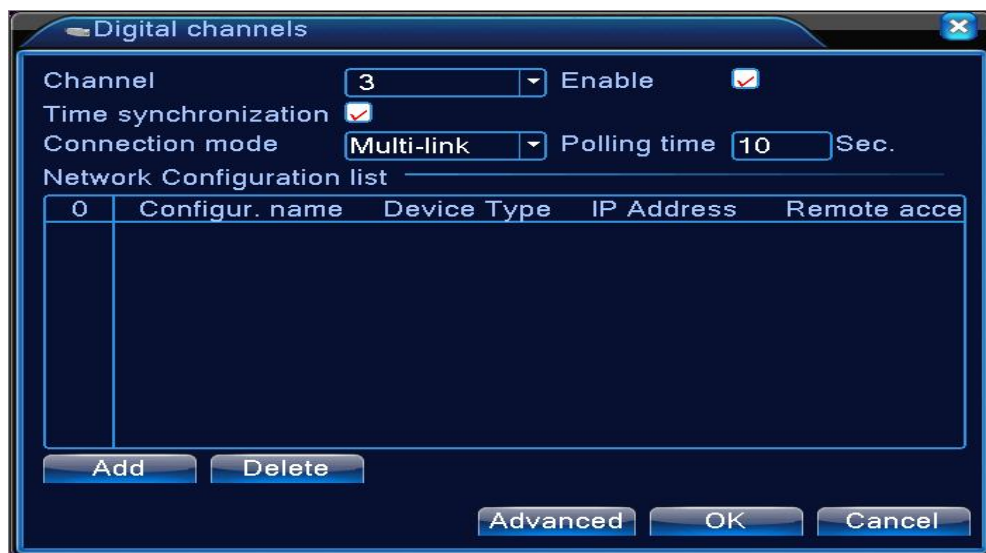 Digital channels
Channel 3 Enable
Time synchronization
Connection mode Multi-link Polling time 10 Sec.
Network Configuration list
0 Configur. name Device Type IP Address Remote acce
Add Delete
Advanced OK Cancel